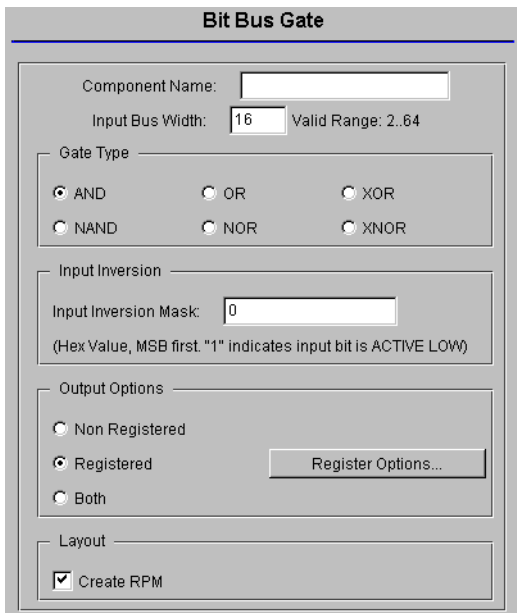 Bit Bus Gate
Component Name:
Input Bus Width: 16 Valid Range: 2..64
Gate Type
AND OR XOR
NAND NOR XNOR
Input Inversion
Input Inversion Mask: 0
(Hex Value, MSB first. "1" indicates input bit is ACTIVE LOW)
Output Options
Non Registered
Registered Register Options...
Both
Layout
Create RPM